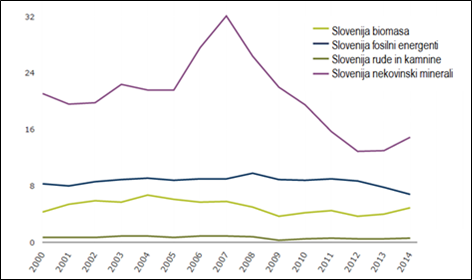 32
24
16
8
0
Slovenija biomasa
Slovenija fosilni energenti
Slovenija rude in kamnine
Slovenija nekovinski minerali
2000 2001 2002 2003 2004 2005 2006 2007 2008 2009 2010 2011 2012 2013 2014